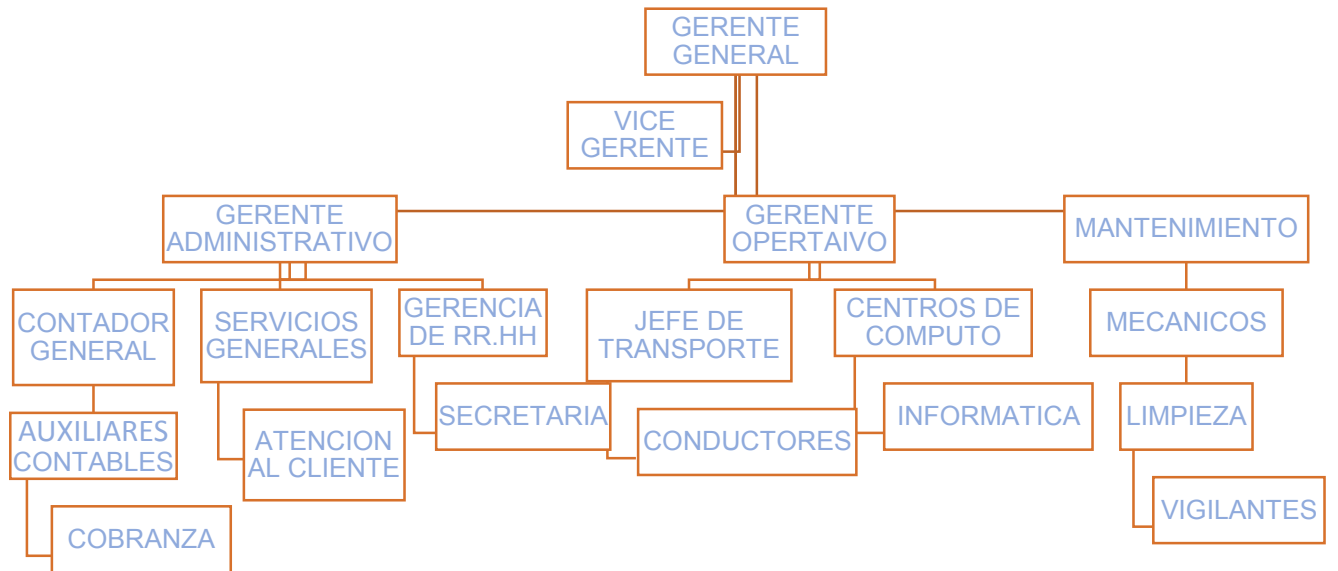 GERENTE
GENERAL
VICE
GERENTE
GERENTE
ADMINISTRATIVO
GERENTE
OPERTAIVO
MANTENIMIENTO
CONTADOR
GENERAL
SERVICIOS
GENERALES
GERENCIA
DE RR.HH
JEFE DE
TRANSPORTE
CENTROS DE
COMPUTO
MECANICOS
AUXILIARES
CONTABLES
ATENCION
AL CLIENTE
SECRETARIA
CONDUCTORES
INFORMATICA
LIMPIEZA
COBRANZA
VIGILANTES